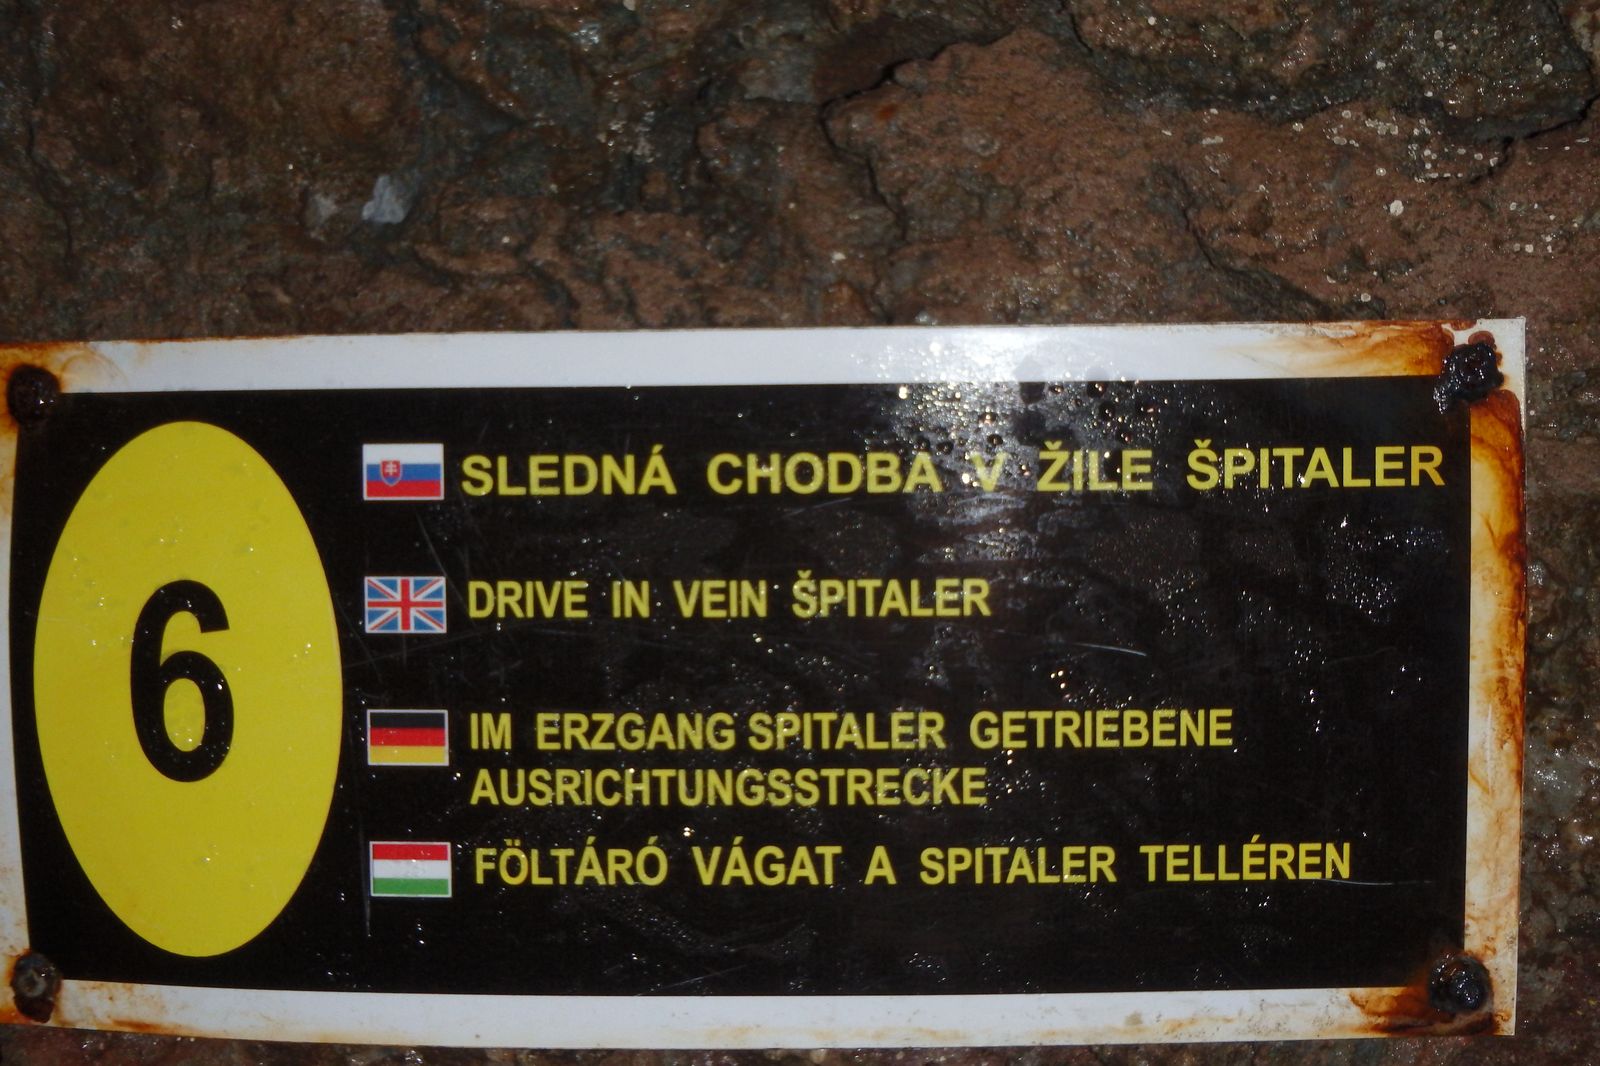 6
SLEDNÁ CHODBA V ŽILE ŠPITALER
DRIVE IN VEIN ŠPITALER
IM ERZGANG SPITALER GETRIEBENE
AUSRICHTUNGSSTRECKE
FÖLTÁRÓ VÁGAT A SPITALER TELLÉREN